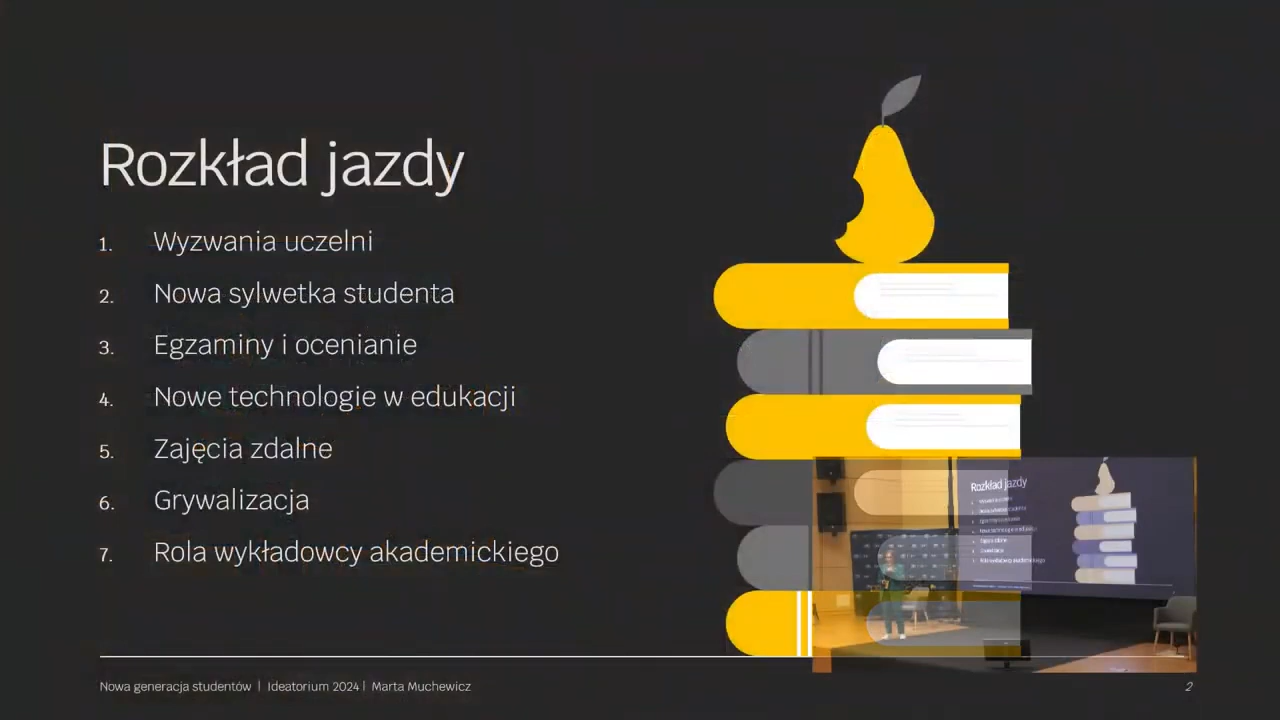 Rozkład jazdy
1. Wyzwania uczelni
2. Nowa sylwetka studenta
3. Egzaminy i ocenianie
4. Nowe technologie w edukacji
5. Zajęcia zdalne
6. Grywalizacja
7. Rola wykładowcy akademickiego
Rozkład jazdy
Nowa generacja studentów | Ideatorium 2024 | Marta Muchewicz
2